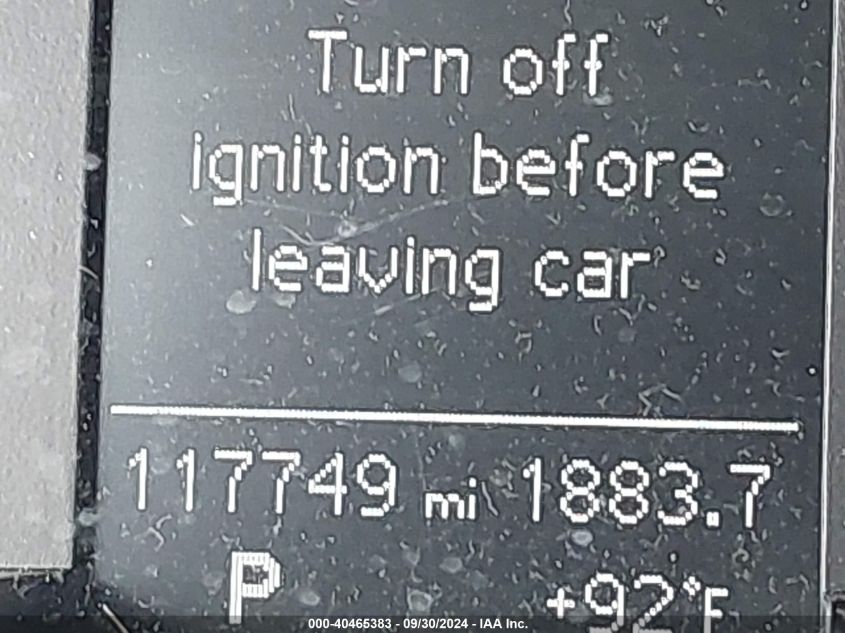 Turn off
ignition before
leaving car
117749 mi 1883.7
P +92°F
000-40465383 - 09/30/2024 - IAA Inc.